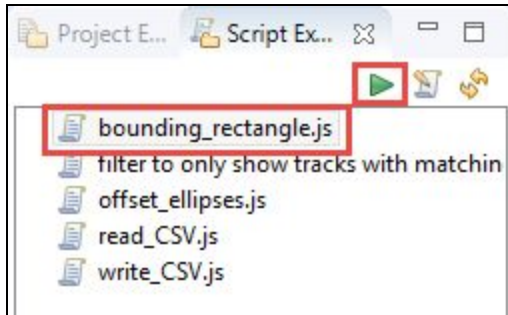 Project E... Script Ex...
bounding_rectangle.js
filter to only show tracks with matchin
offset_ellipses.js
read_CSV.js
write_CSV.js